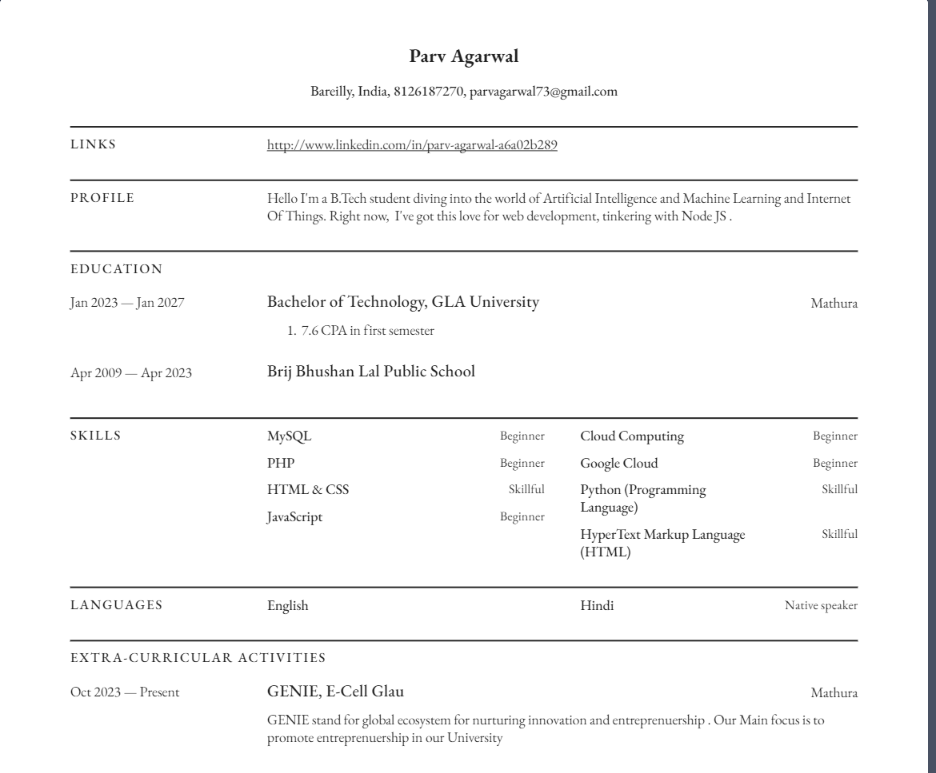 Parv Agarwal
Bareilly, India, 8126187270, parvagarwal73@gmail.com
LINKS http://www.linkedin.com/in/parv-agarwal-a6a02b289
PROFILE Hello I'm a B.Tech student diving into the world of Artificial Intelligence and Machine Learning and Internet
Of Things. Right now, I've got this love for web development, tinkering with Node JS .
EDUCATION
Jan 2023 — Jan 2027 Bachelor of Technology, GLA University Mathura
1. 7.6 CPA in first semester
Apr 2009 — Apr 2023 Brij Bhushan Lal Public School
SKILLS MySQL Beginner Cloud Computing Beginner
PHP Beginner Google Cloud Beginner
HTML & CSS Skillful Python (Programming Skillful
Language)
JavaScript Beginner
HyperText Markup Language Skillful
(HTML)
LANGUAGES English Hindi Native speaker
EXTRA-CURRICULAR ACTIVITIES
Oct 2023 — Present GENIE, E-Cell Glau Mathura
GENIE stand for global ecosystem for nurturing innovation and entreprenuership . Our Main focus is to
promote entreprenuership in our University